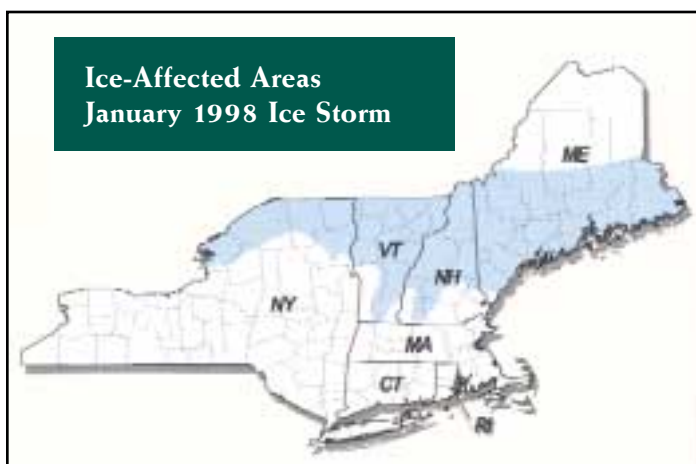 Ice-Affected Areas
January 1998 Ice Storm
ME
VT
NH
NY
MA
CT
RI